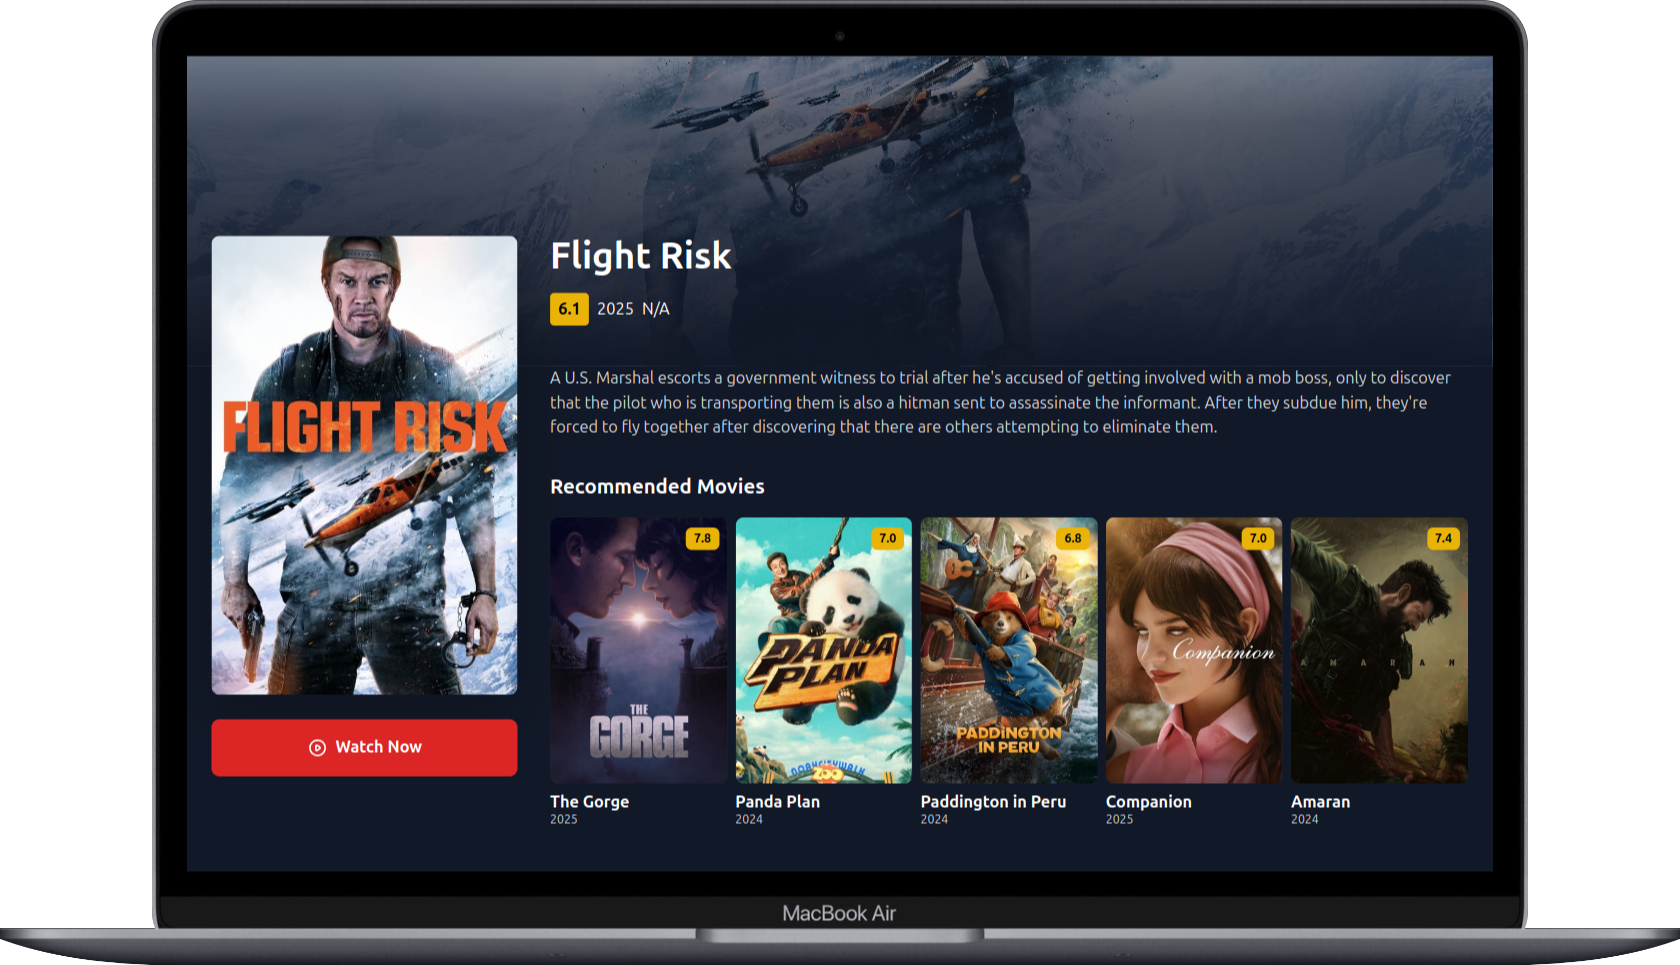 Flight Risk
6.1 2025 N/A
A U.S. Marshal escorts a government witness to trial after he's accused of getting involved with a mob boss, only to discover
that the pilot who is transporting them is also a hitman sent to assassinate the informant. After they subdue him, they're
forced to fly together after discovering that there are others attempting to eliminate them.
FLIGHT RISK
Watch Now
Recommended Movies
7.8
THE
GORGE
The Gorge
2025
7.0
PANDA
PLAN
ZOO
Panda Plan
2024
6.8
PADDINGTON
IN PERU
Paddington in Peru
2024
7.0
Companion
Companion
2025
7.4
AMARAN
Amaran
2024
MacBook Air